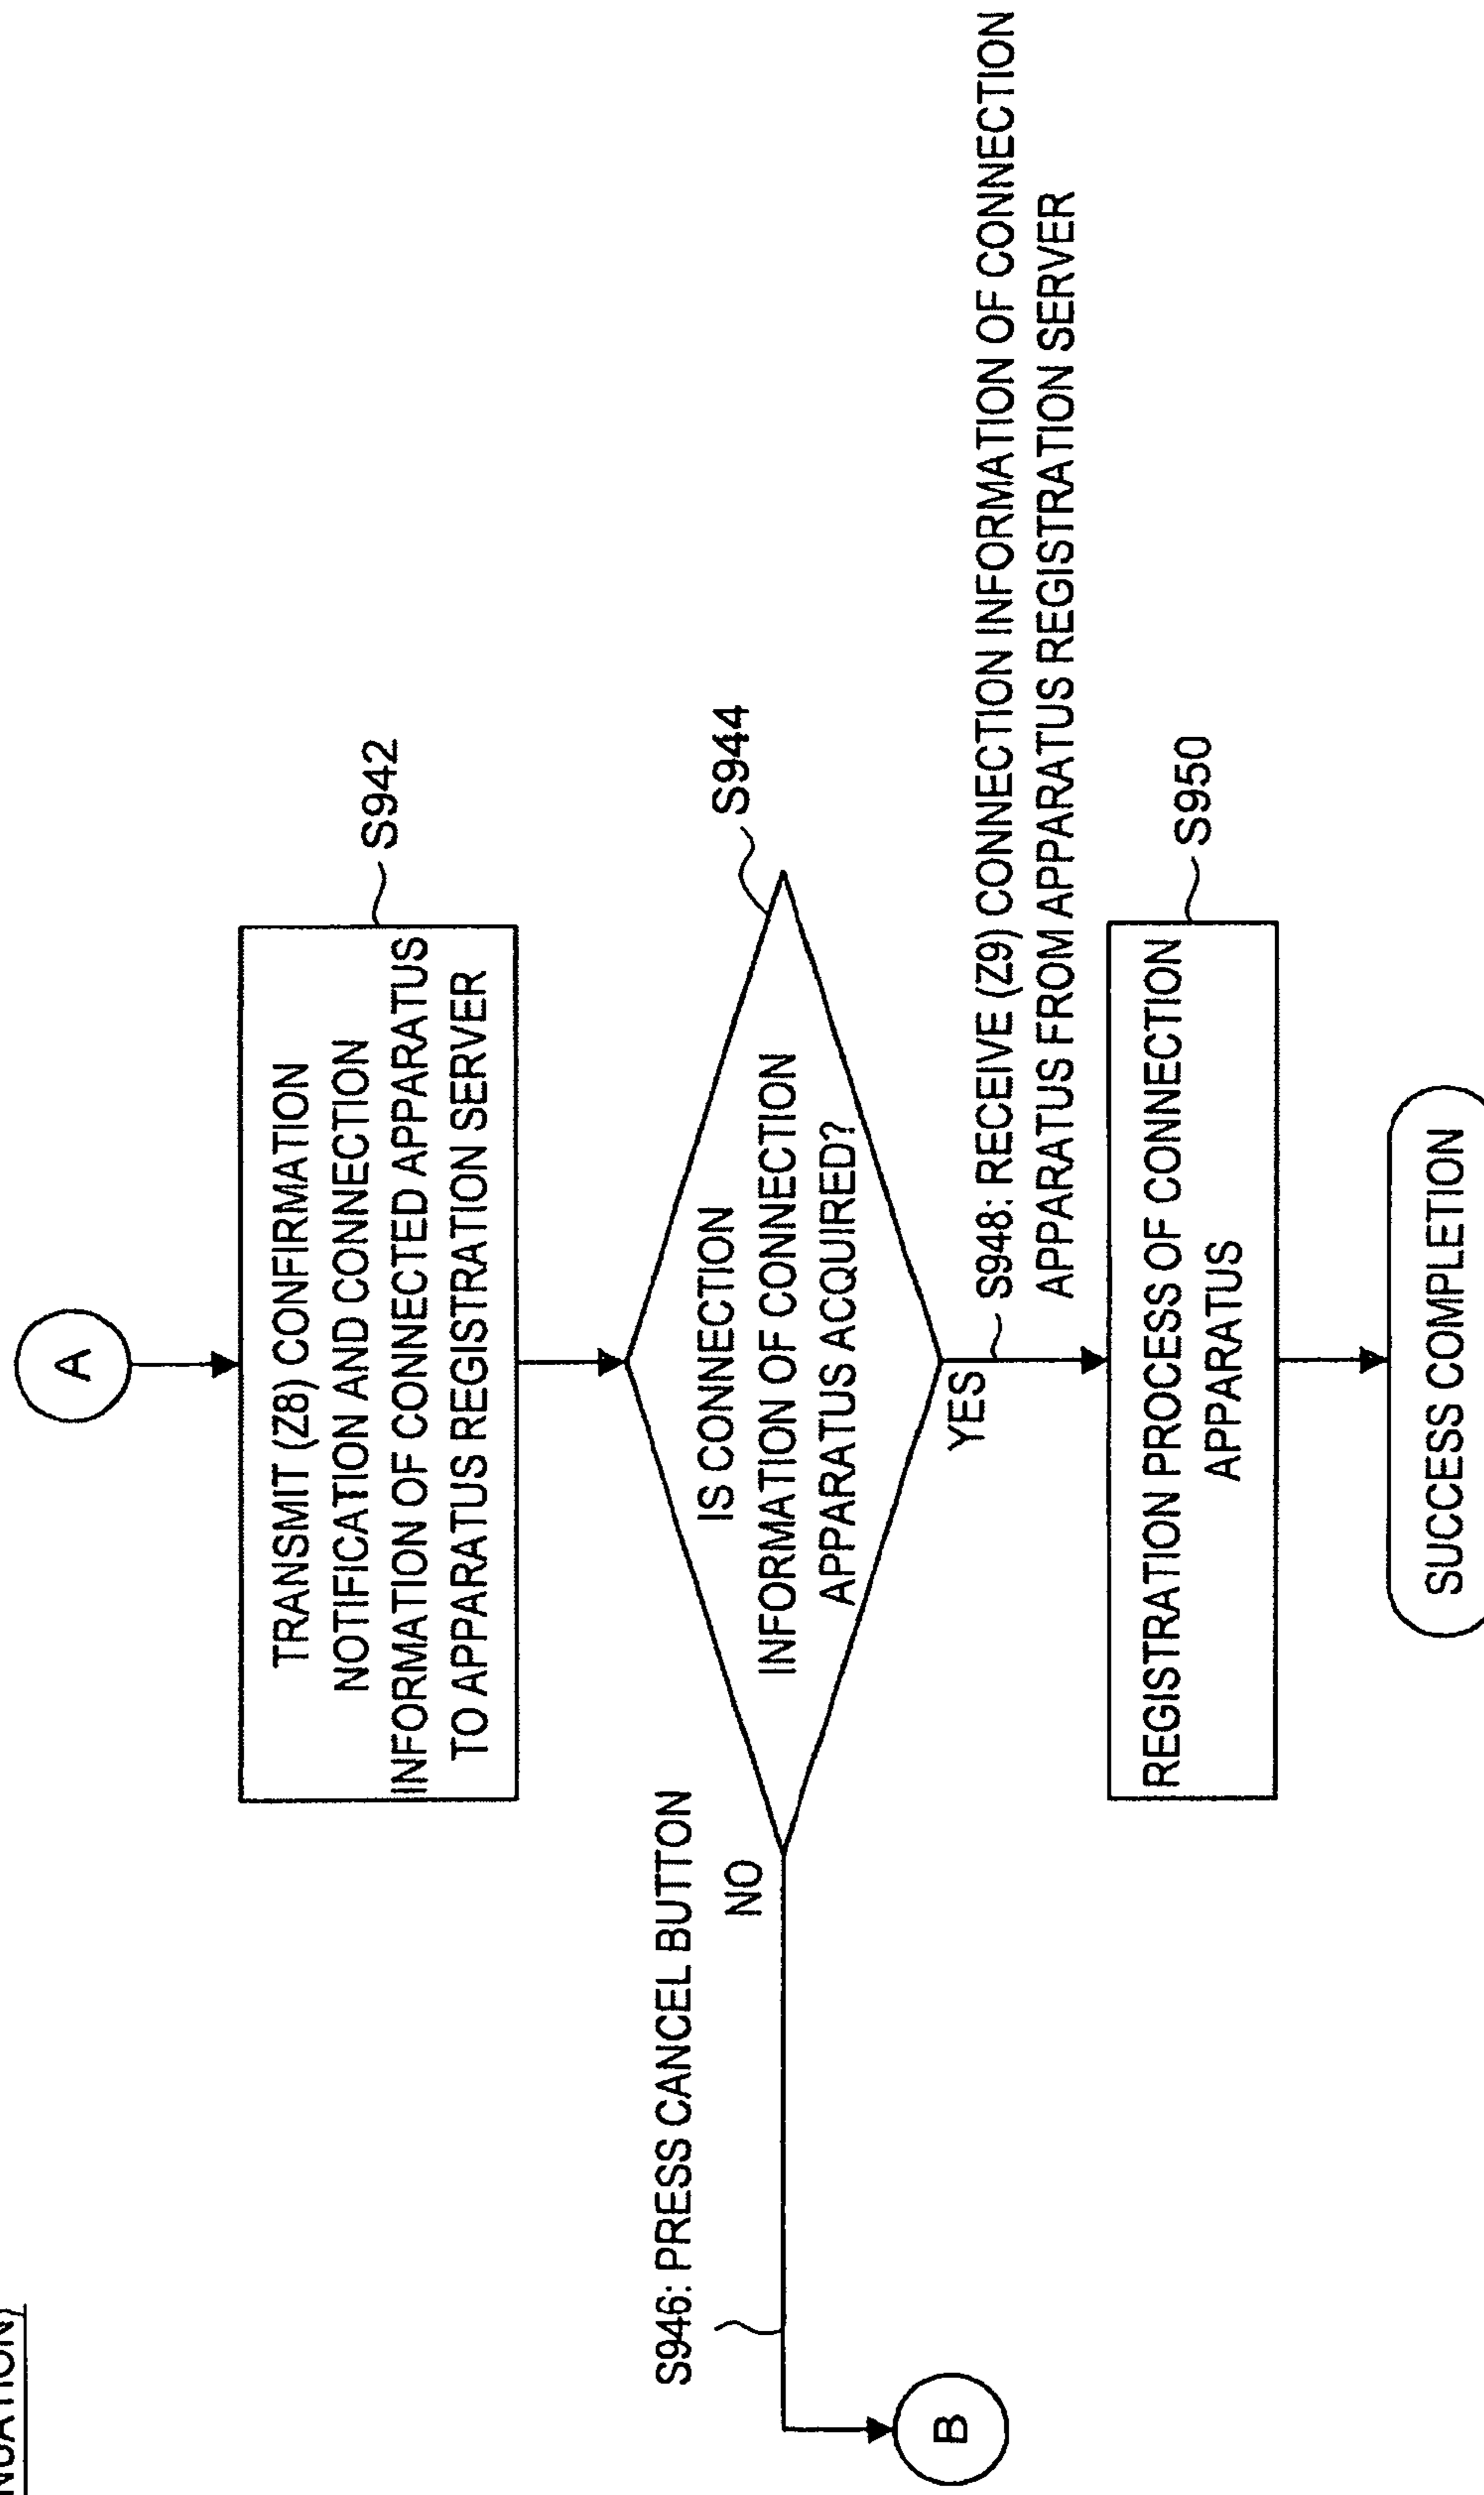 A
TRANSMIT (Z8) CONFIRMATION
NOTIFICATION AND CONNECTION
INFORMATION OF CONNECTED APPARATUS
TO APPARATUS REGISTRATION SERVER
S942
S944
IS CONNECTION
INFORMATION OF CONNECTION
APPARATUS ACQUIRED?
S946: PRESS CANCEL BUTTON
NO
B
YES
S948: RECEIVE (Z9) CONNECTION INFORMATION OF CONNECTION
APPARATUS FROM APPARATUS REGISTRATION SERVER
S950
REGISTRATION PROCESS OF CONNECTION
APPARATUS
SUCCESS COMPLETION